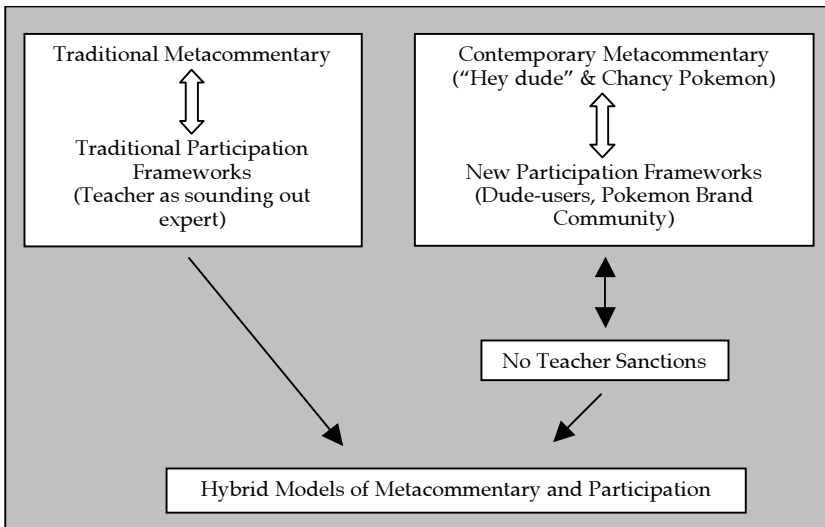 Traditional Metacommentary
Traditional Participation
Frameworks
(Teacher as sounding out
expert)
Contemporary Metacommentary
(“Hey dude” & Chancy Pokemon)
New Participation Frameworks
(Dude-users, Pokemon Brand
Community)
No Teacher Sanctions
Hybrid Models of Metacommentary and Participation